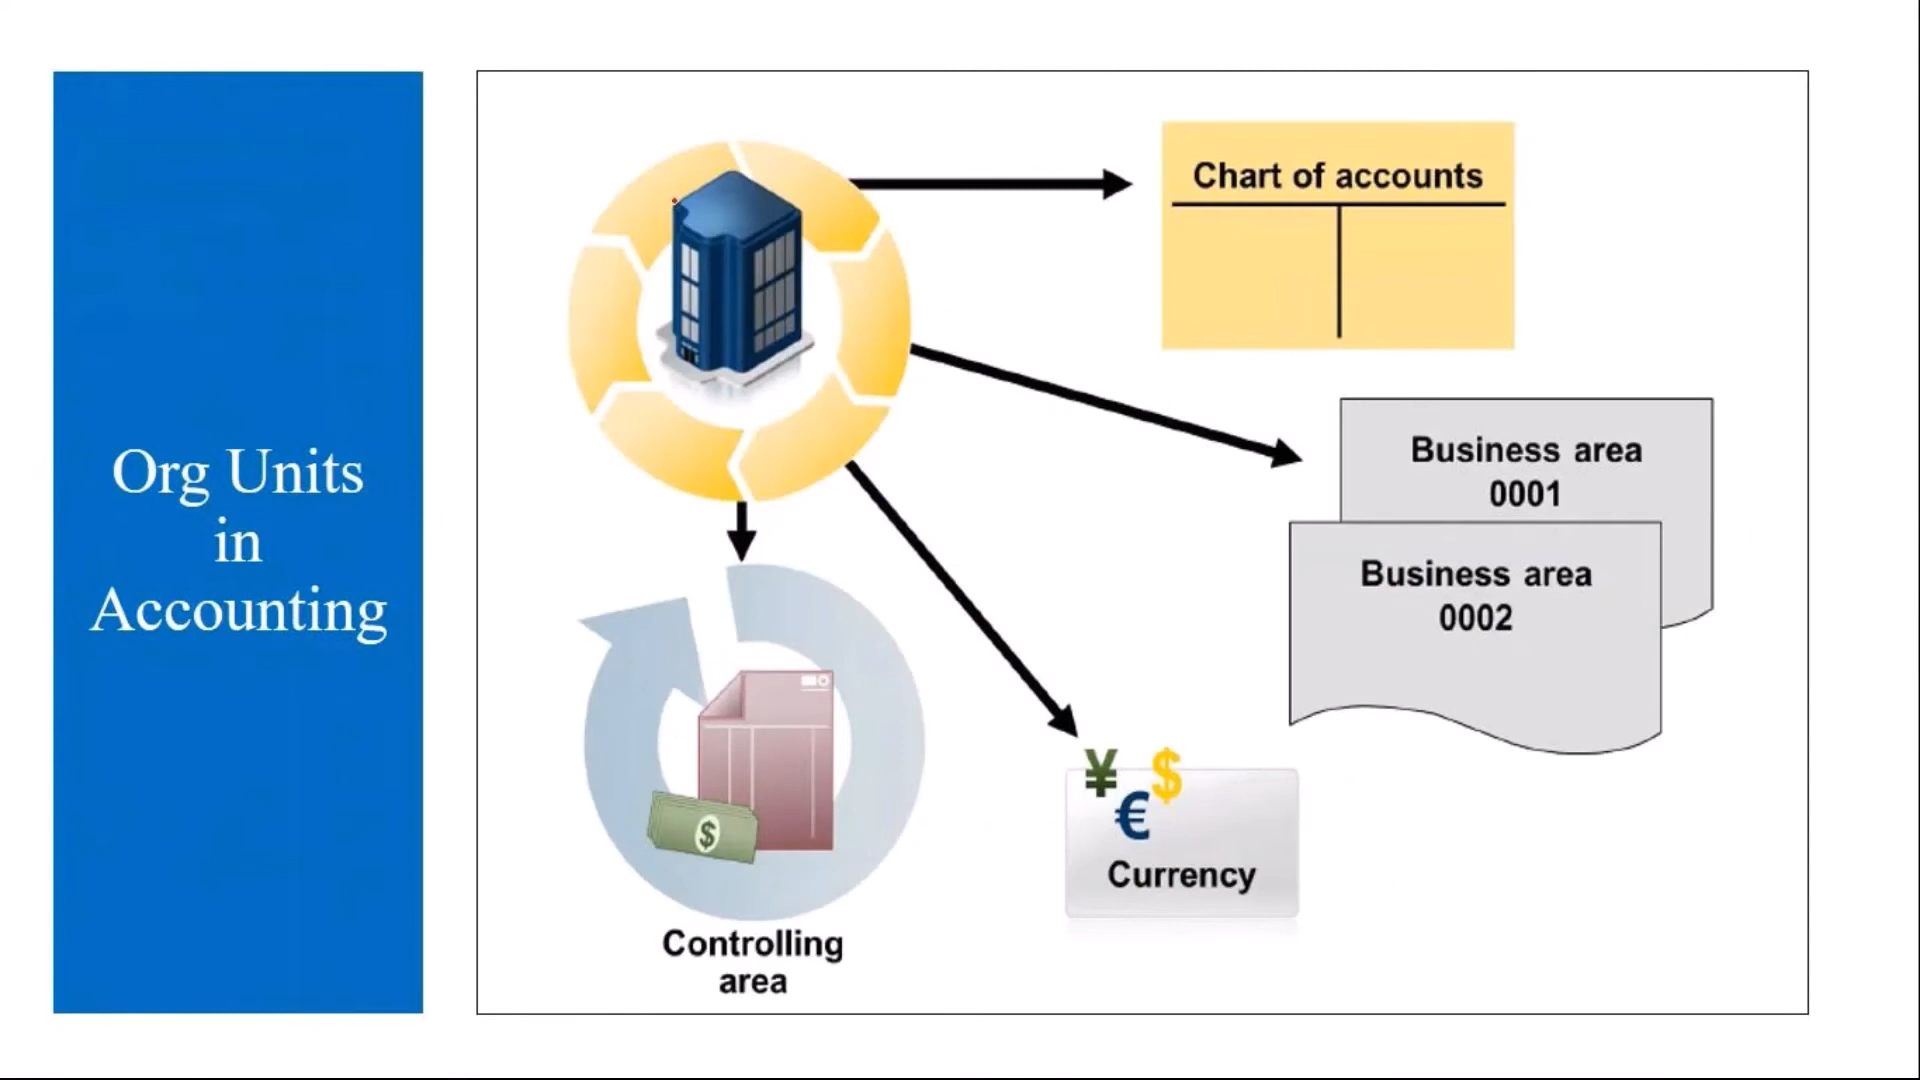 Org Units
in
Accounting
Chart of accounts
Business area
0001
Business area
0002
¥ $
€
Currency
$
Controlling
area